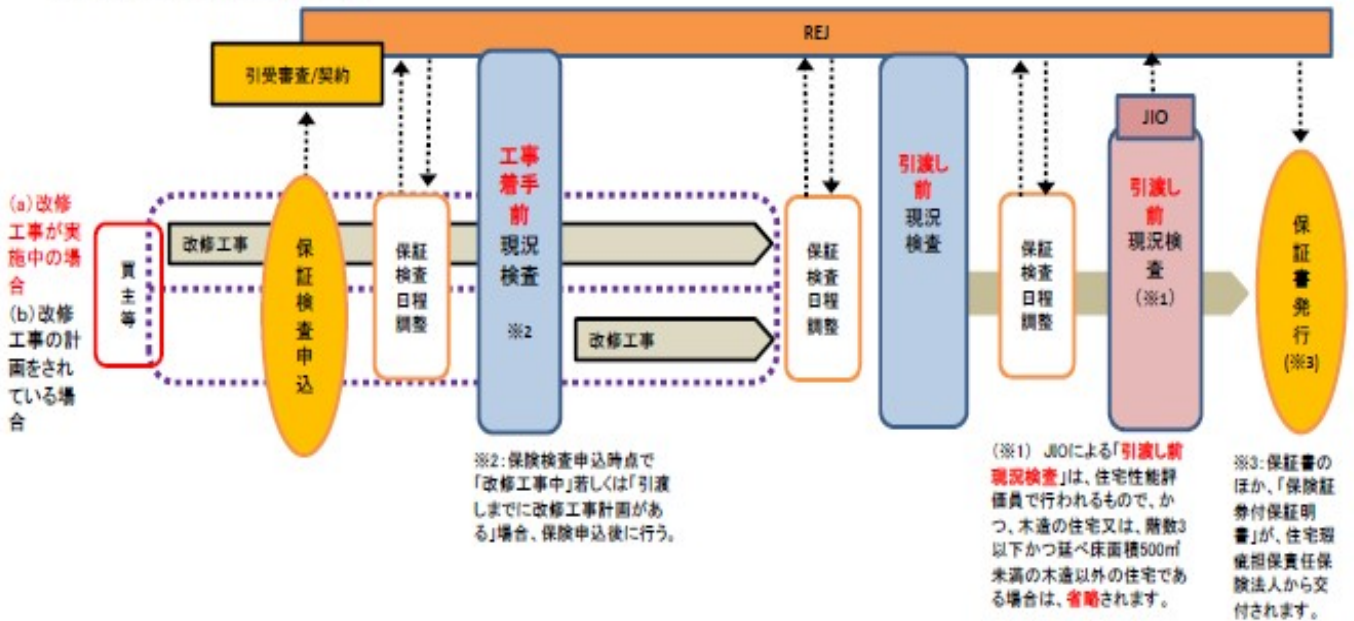 REJ
引受審査/契約
JIO
(a)改修
工事が実
施中の場
合
(b)改修
工事の計
画をされ
ている場
合
買主等
改修工事
保証検査申込
保証
検査
日程
調整
工事
着手
前
現況
検査
※2
改修工事
保証
検査
日程
調整
引渡し
前
現況
検査
保証
検査
日程
調整
引渡し
前
現況検
査
(※1)
保証書発行
(※3)
※2:保険検査申込時点で
「改修工事中」若しくは「引渡
しまでに改修工事計画があ
る」場合、保険申込後に行う。
(※1) JIOによる「引渡し前
現況検査」は、住宅性能評
価員で行われるもので、か
つ、木造の住宅又は、階数3
以下かつ延べ床面積500㎡
未満の木造以外の住宅であ
る場合は、省略されます。
※3:保証書の
ほか、「保険証
券付保証明
書」が、住宅瑕
疵担保責任保
険法人から交
付されます。